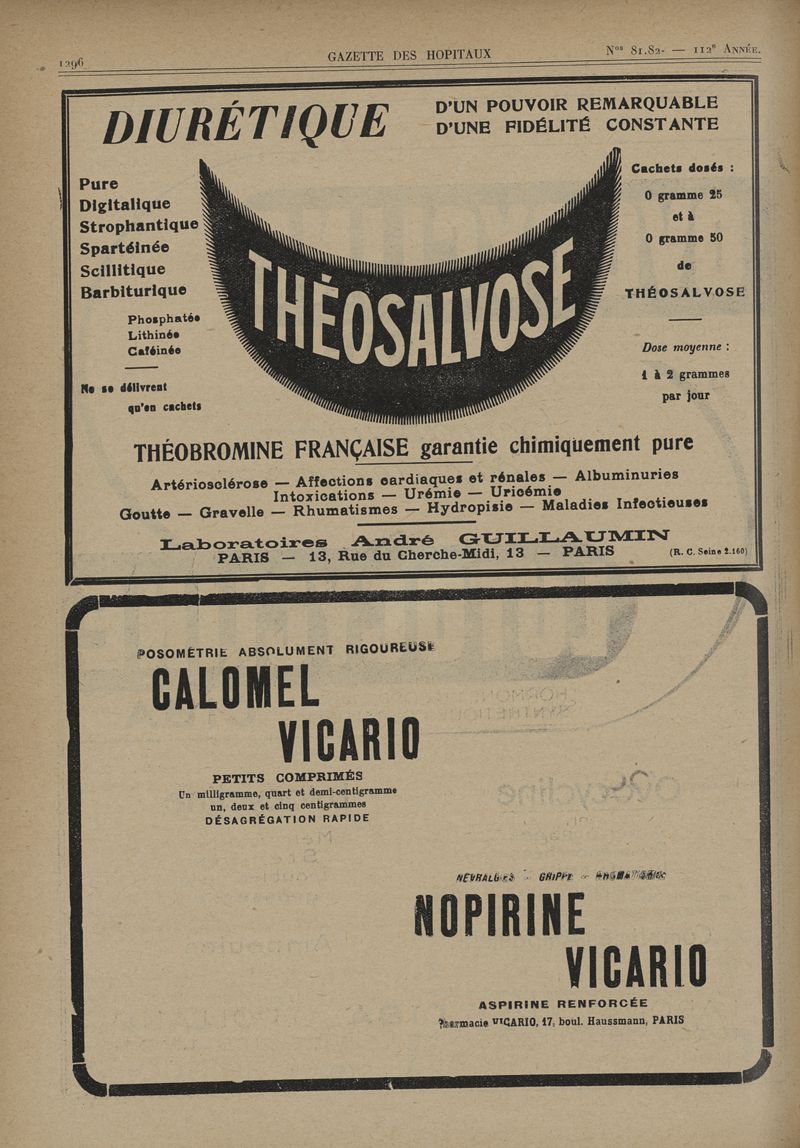 1296
GAZETTE DES HOPITAUX
Nos 81.82- — 112e ANNÉE.
DIURÉTIQUE
D'UN POUVOIR REMARQUABLE
D'UNE FIDÉLITÉ CONSTANTE
Pure
Digitalique
Strophantique
Spartéinée
Scillitique
Barbiturique
Phosphatée
Lithinée
Caféinée
Ne se délivrent
qu'en cachets
THÉOSALVOSE
Cachets dosés :
0 gramme 25
et à
0 gramme 50
de
THÉOSALVOSE
Dose moyenne :
1 à 2 grammes
par jour
THÉOBROMINE FRANÇAISE garantie chimiquement pure
Artériosclérose — Affections cardiaques et rénales — Albuminuries
Intoxications — Urémie — Uricémie
Goutte — Gravelle — Rhumatismes — Hydropisie — Maladies Infectieuses
Laboratoires André GUILLAUMIN
PARIS — 13, Rue du Cherche-Midi, 13 — PARIS
(R. C. Seine 2.160)
POSOMÉTRIE ABSOLUMENT RIGOUREUSE
CALOMEL
VICARIO
PETITS COMPRIMÉS
Un milligramme, quart et demi-centigramme
un, deux et cinq centigrammes
DÉSAGRÉGATION RAPIDE
NEVRALGIES - GRIPPE -
NOPIRINE
VICARIO
ASPIRINE RENFORCÉE
Pharmacie VICARIO, 17, boul. Haussmann, PARIS